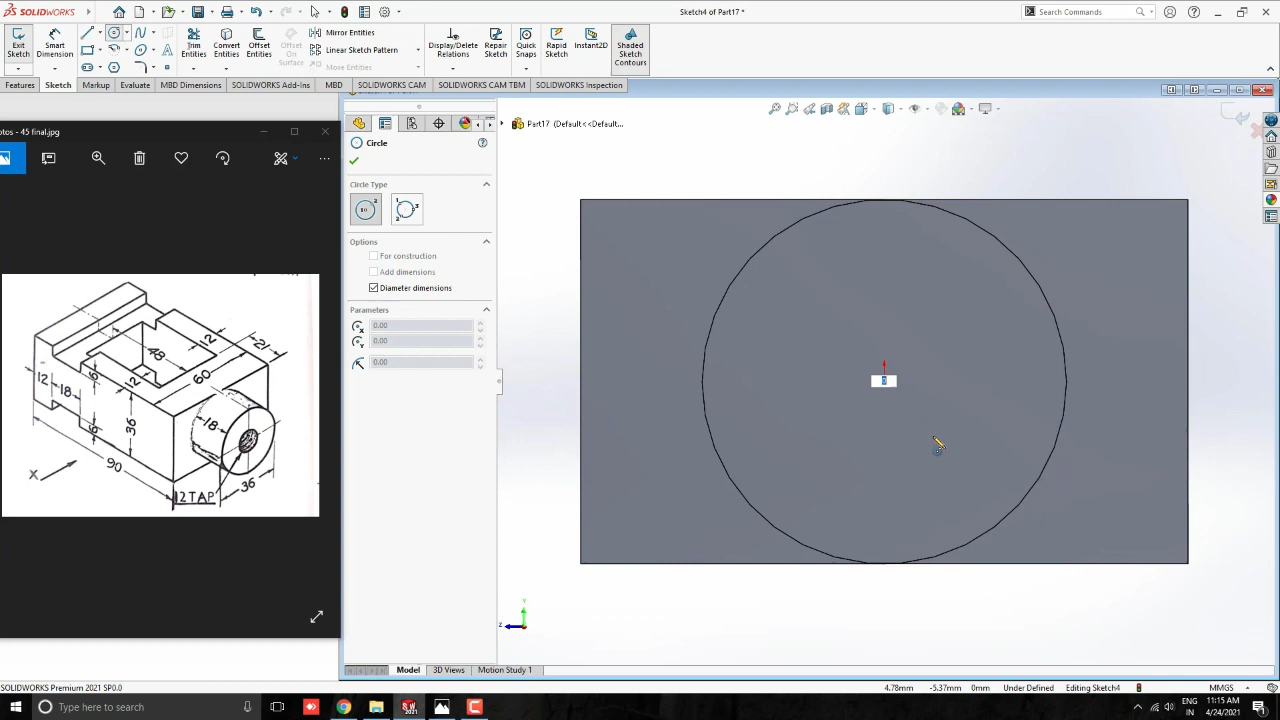 SOLIDWORKS
Sketch4 of Part17 *
Search Commands
Exit Sketch
Smart Dimension
Trim Entities
Convert Entities
Offset Entities
Offset On Surface
Mirror Entities
Linear Sketch Pattern
Move Entities
Display/Delete Relations
Repair Sketch
Quick Snaps
Rapid Sketch
Instant2D
Shaded Sketch Contours
Features
Sketch
Markup
Evaluate
MBD Dimensions
SOLIDWORKS Add-Ins
MBD
SOLIDWORKS CAM
SOLIDWORKS CAM TBM
SOLIDWORKS Inspection
otos - 45 final.jpg
Part17 (Default<<Default...
Circle
Circle Type
Options
For construction
Add dimensions
Diameter dimensions
Parameters
0.00
0.00
0.00
12
21
48
12
60
6
12
12
18
36
18
6
90
X
12 TAP
36
0
Y
Z
Model
3D Views
Motion Study 1
SOLIDWORKS Premium 2021 SP0.0
4.78mm
-5.37mm
0mm
Under Defined
Editing Sketch4
MMGS
Type here to search
ENG
IN
11:15 AM
4/24/2021